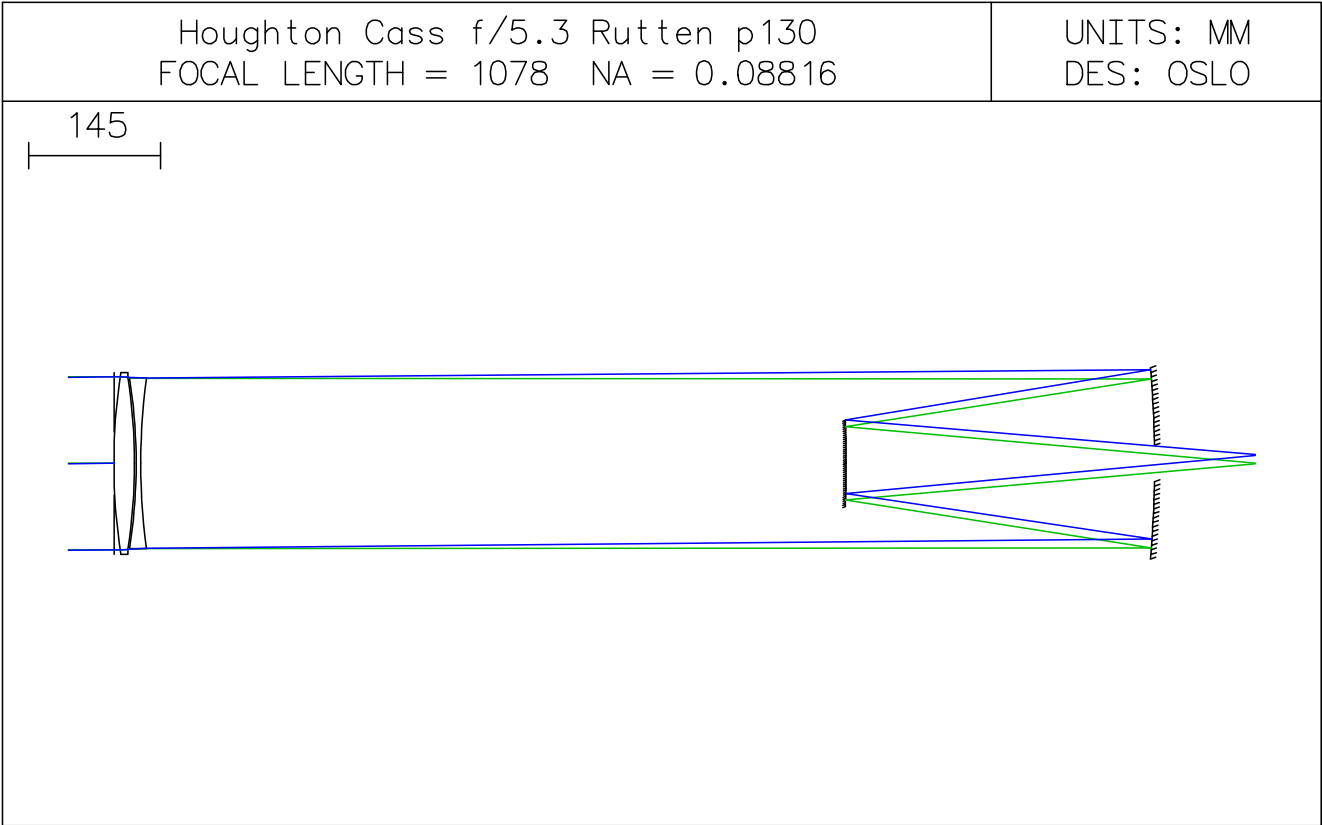 Houghton Cass f/5.3 Rutten p130
FOCAL LENGTH = 1078 NA = 0.08816
UNITS: MM
DES: OSLO
145